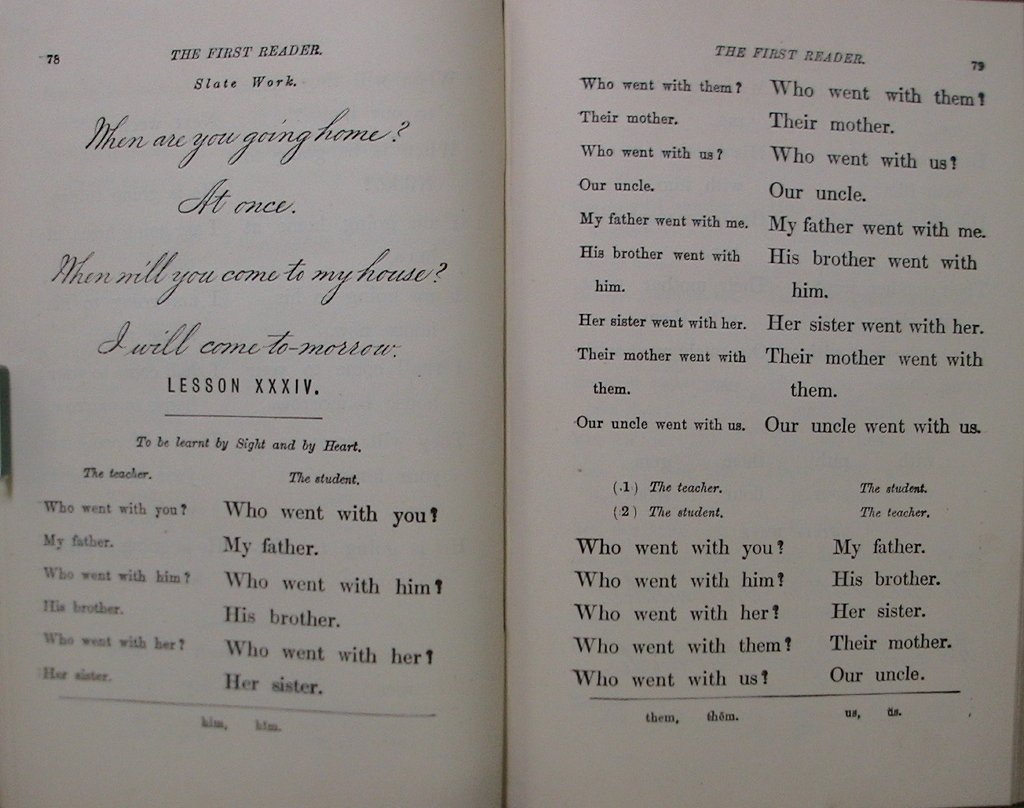 78
THE FIRST READER.
Slate Work.
When are you going home?
At once.
When will you come to my house?
I will come to-morrow.
LESSON XXXIV.
To be learnt by Sight and by Heart.
The teacher. The student.
Who went with you? Who went with you?
My father. My father.
Who went with him? Who went with him?
His brother. His brother.
Who went with her? Who went with her?
Her sister. Her sister.
him, hĭm.
THE FIRST READER.
79
Who went with them? Who went with them?
Their mother. Their mother.
Who went with us? Who went with us?
Our uncle. Our uncle.
My father went with me. My father went with me.
His brother went with His brother went with
him. him.
Her sister went with her. Her sister went with her.
Their mother went with Their mother went with
them. them.
Our uncle went with us. Our uncle went with us.
(1) The teacher. The student.
(2) The student. The teacher.
Who went with you? My father.
Who went with him? His brother.
Who went with her? Her sister.
Who went with them? Their mother.
Who went with us? Our uncle.
them, thĕm. us, ŭs.